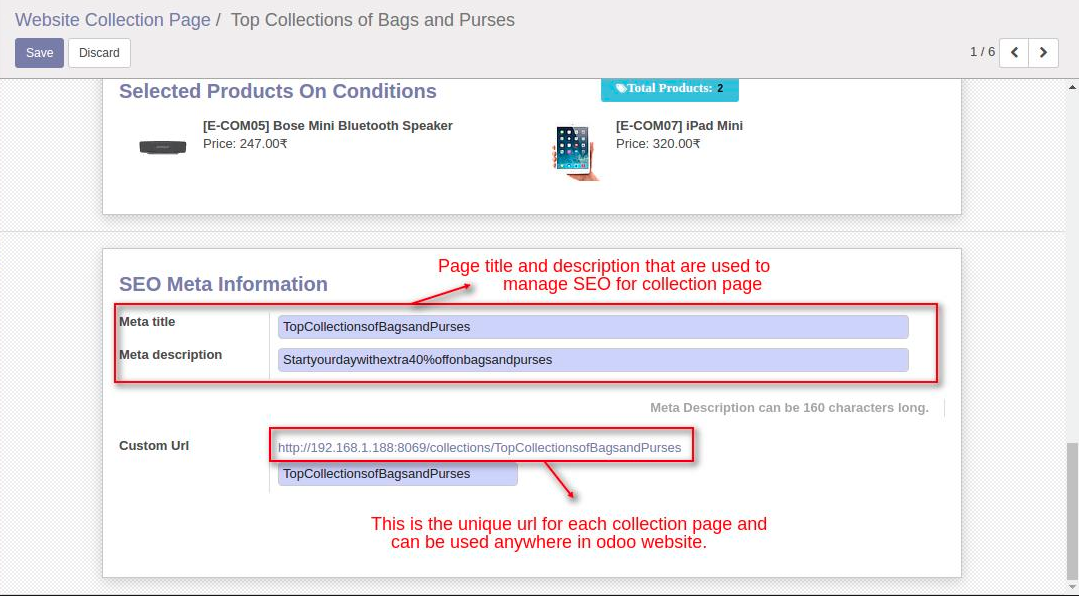 Website Collection Page / Top Collections of Bags and Purses
Save Discard
1 / 6
Selected Products On Conditions
Total Products: 2
[E-COM05] Bose Mini Bluetooth Speaker
Price: 247.00₹
[E-COM07] iPad Mini
Price: 320.00₹
Page title and description that are used to
manage SEO for collection page
SEO Meta Information
Meta title
TopCollectionsofBagsandPurses
Meta description
Startyourdaywithextra40%offonbagsandpurses
Meta Description can be 160 characters long.
Custom Url
http://192.168.1.188:8069/collections/TopCollectionsofBagsandPurses
TopCollectionsofBagsandPurses
This is the unique url for each collection page and
can be used anywhere in odoo website.